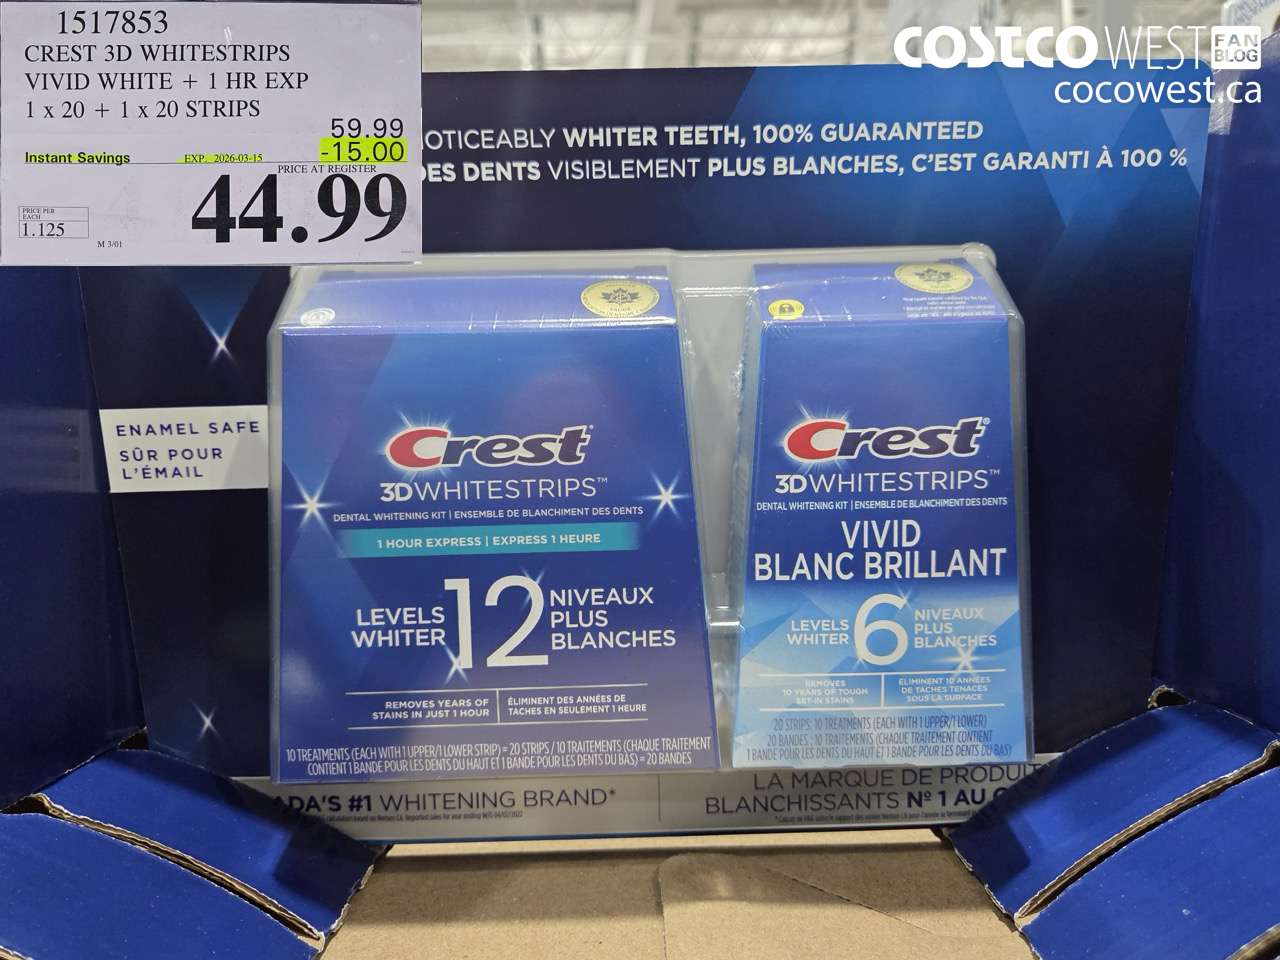 1517853
CREST 3D WHITESTRIPS
VIVID WHITE + 1 HR EXP
1 x 20 + 1 x 20 STRIPS
59.99
Instant Savings EXP. 2026-03-15 -15.00
PRICE AT REGISTER
44.99
PRICE PER
EACH
1.125
M 3/01
COSTCO WEST FAN BLOG
cocowest.ca
OTICEABLY WHITER TEETH, 100% GUARANTEED
DES DENTS VISIBLEMENT PLUS BLANCHES, C'EST GARANTI À 100 %
ENAMEL SAFE
SÛR POUR
L'ÉMAIL
Crest
3DWHITESTRIPS™
DENTAL WHITENING KIT | ENSEMBLE DE BLANCHIMENT DES DENTS
1 HOUR EXPRESS | EXPRESS 1 HEURE
LEVELS WHITER 12 NIVEAUX PLUS BLANCHES
REMOVES YEARS OF
STAINS IN JUST 1 HOUR
ÉLIMINENT DES ANNÉES DE
TACHES EN SEULEMENT 1 HEURE
10 TREATMENTS (EACH WITH 1 UPPER/1 LOWER STRIP) = 20 STRIPS / 10 TRAITEMENTS (CHAQUE TRAITEMENT
CONTIENT 1 BANDE POUR LES DENTS DU HAUT ET 1 BANDE POUR LES DENTS DU BAS) = 20 BANDES
Crest
3DWHITESTRIPS™
DENTAL WHITENING KIT | ENSEMBLE DE BLANCHIMENT DES DENTS
VIVID
BLANC BRILLANT
LEVELS WHITER 6 NIVEAUX PLUS BLANCHES
REMOVES
10 YEARS OF TOUGH
SET-IN STAINS
ÉLIMINENT 10 ANNÉES
DE TACHES TENACES
SOUS LA SURFACE
20 STRIPS: 10 TREATMENTS (EACH WITH 1 UPPER/1 LOWER)
20 BANDES : 10 TRAITEMENTS (CHAQUE TRAITEMENT CONTIENT
1 BANDE POUR LES DENTS DU HAUT ET 1 BANDE POUR LES DENTS DU BAS)
ADA'S #1 WHITENING BRAND*
LA MARQUE DE PRODUIT
BLANCHISSANTS Nº 1 AU C